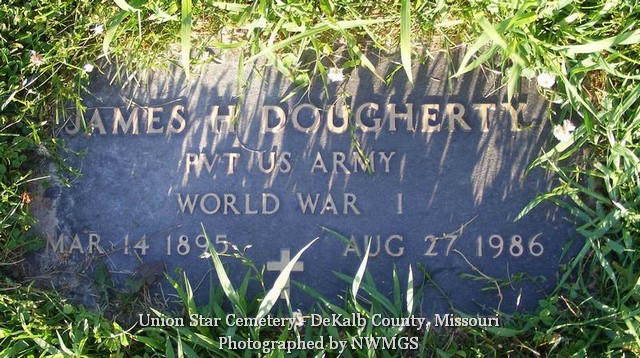 JAMES H DOUGHERTY
PVT US ARMY
WORLD WAR I
MAR 14 1895 AUG 27 1986
Union Star Cemetery - DeKalb County, Missouri
Photographed by NWMGS